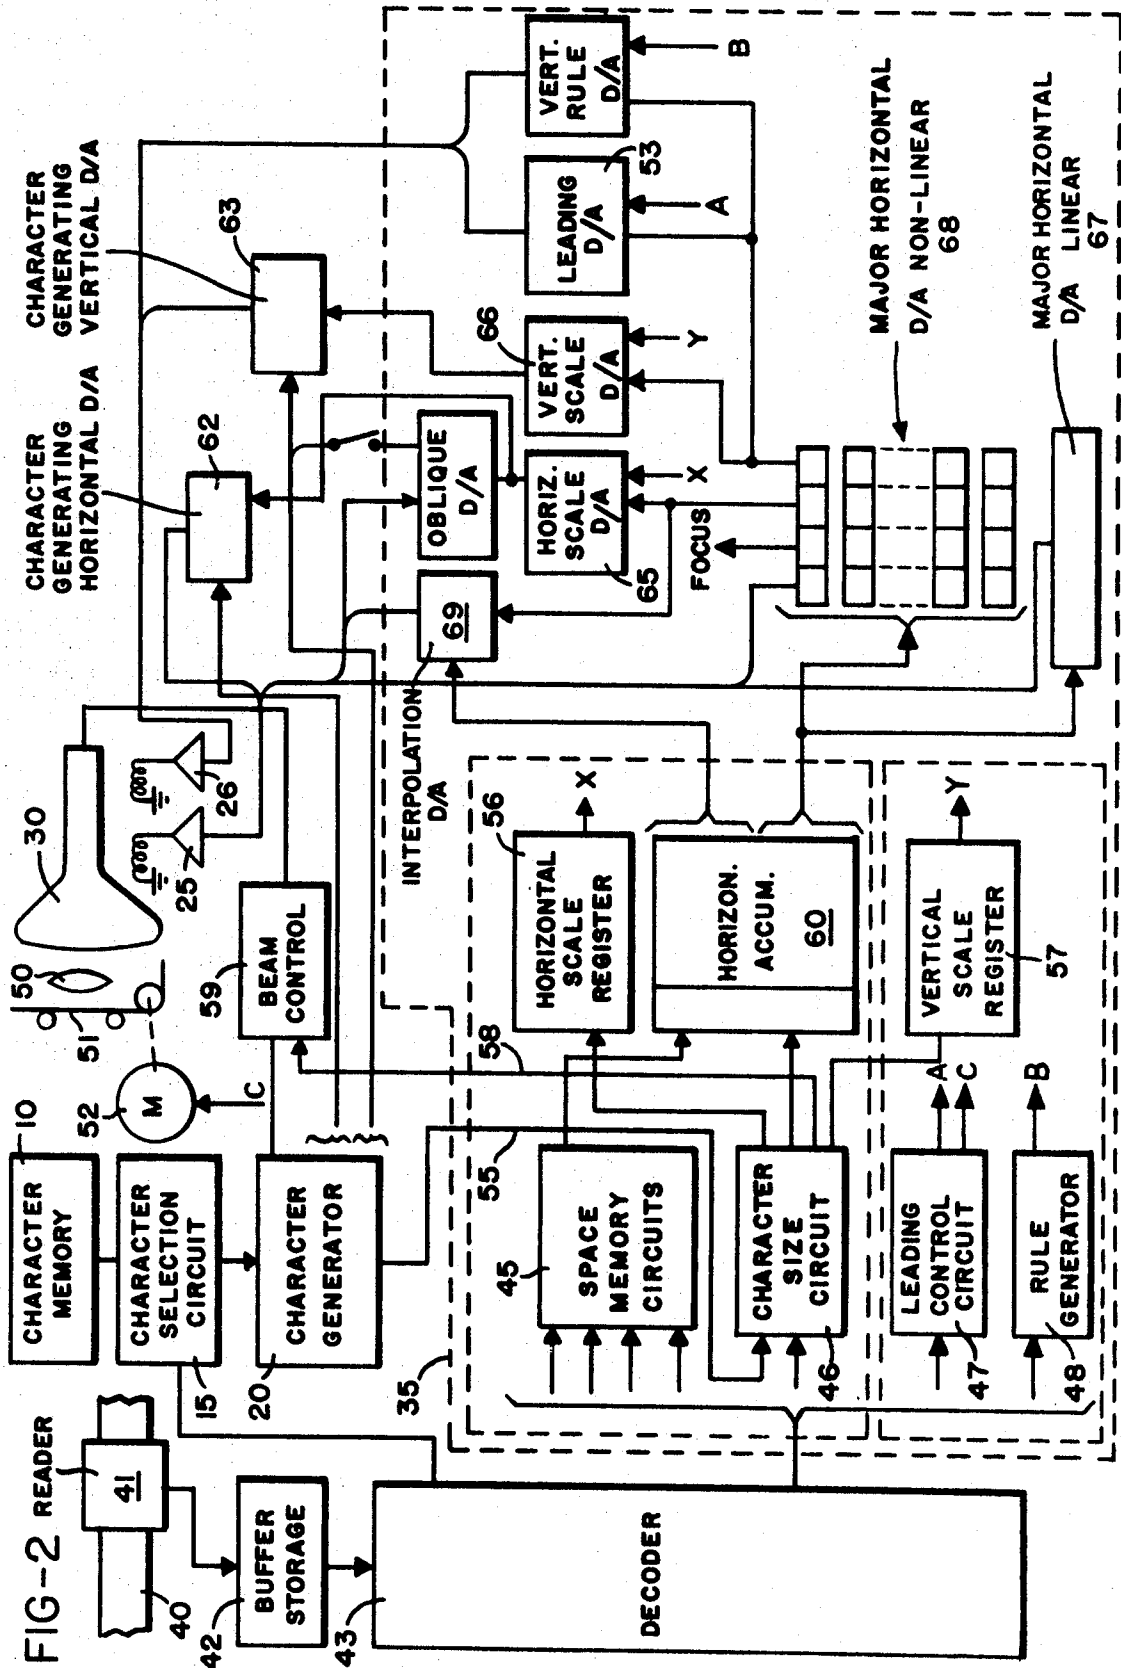 FIG-2
READER
41
40
42
BUFFER
STORAGE
43
DECODER
CHARACTER
MEMORY
10
CHARACTER
SELECTION
CIRCUIT
15
CHARACTER
GENERATOR
20
35
45
SPACE
MEMORY
CIRCUITS
CHARACTER
SIZE
CIRCUIT
46
LEADING
CONTROL
CIRCUIT
47
RULE
GENERATOR
48
A
C
B
55
58
52
M
C
51
50
30
25
26
59
BEAM
CONTROL
HORIZONTAL
SCALE
REGISTER
56
X
HORIZON.
ACCUM.
60
VERTICAL
SCALE
REGISTER
57
Y
INTERPOLATION
D/A
69
CHARACTER
GENERATING
HORIZONTAL D/A
62
CHARACTER
GENERATING
VERTICAL D/A
63
OBLIQUE
D/A
HORIZ.
SCALE
D/A
65
X
FOCUS
VERT.
SCALE
D/A
66
Y
LEADING
D/A
53
A
VERT.
RULE
D/A
B
MAJOR HORIZONTAL
D/A NON-LINEAR
68
MAJOR HORIZONTAL
D/A LINEAR
67